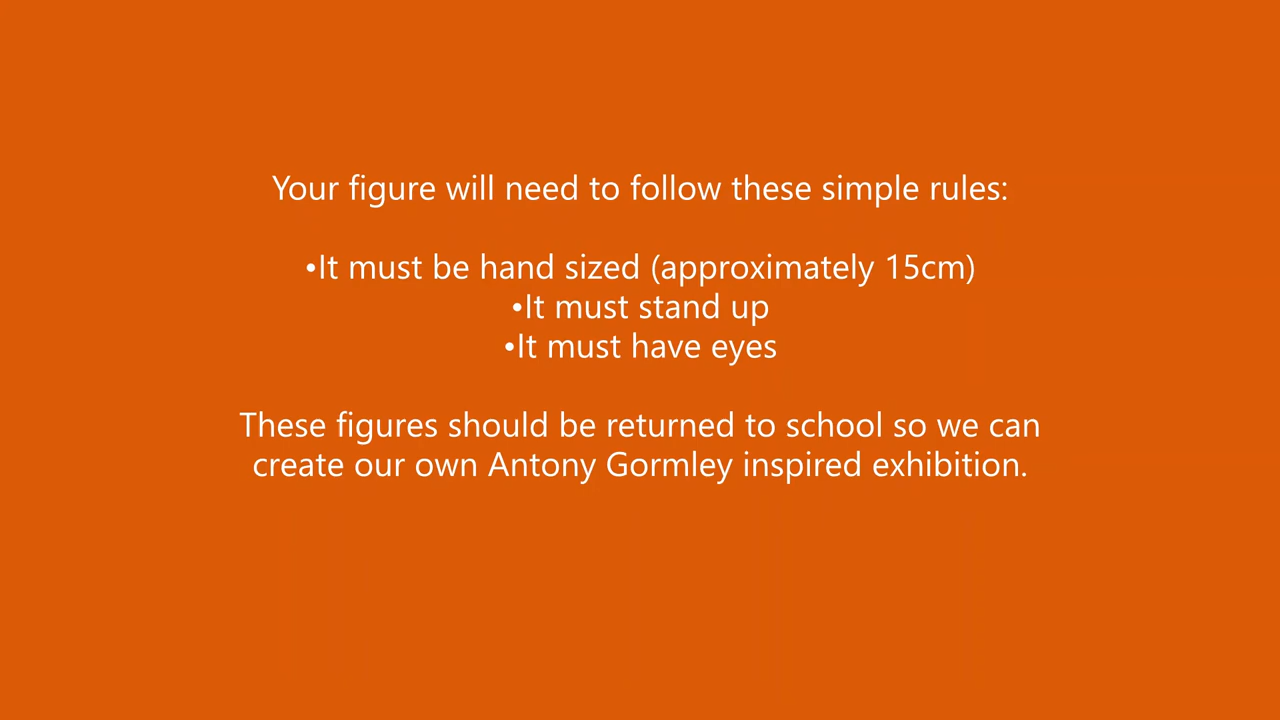 Your figure will need to follow these simple rules:
•It must be hand sized (approximately 15cm)
•It must stand up
•It must have eyes
These figures should be returned to school so we can
create our own Antony Gormley inspired exhibition.